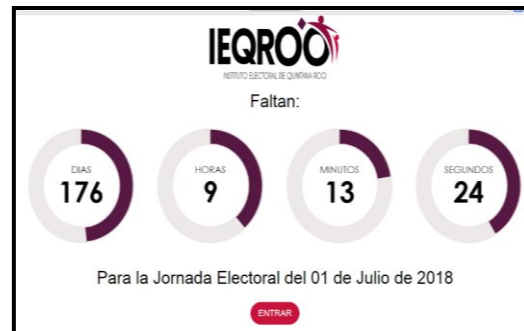 IEQROO
INSTITUTO ELECTORAL DE QUINTANA ROO
Faltan:
DIAS HORAS MINUTOS SEGUNDOS
176 9 13 24
Para la Jornada Electoral del 01 de Julio de 2018
ENTRAR